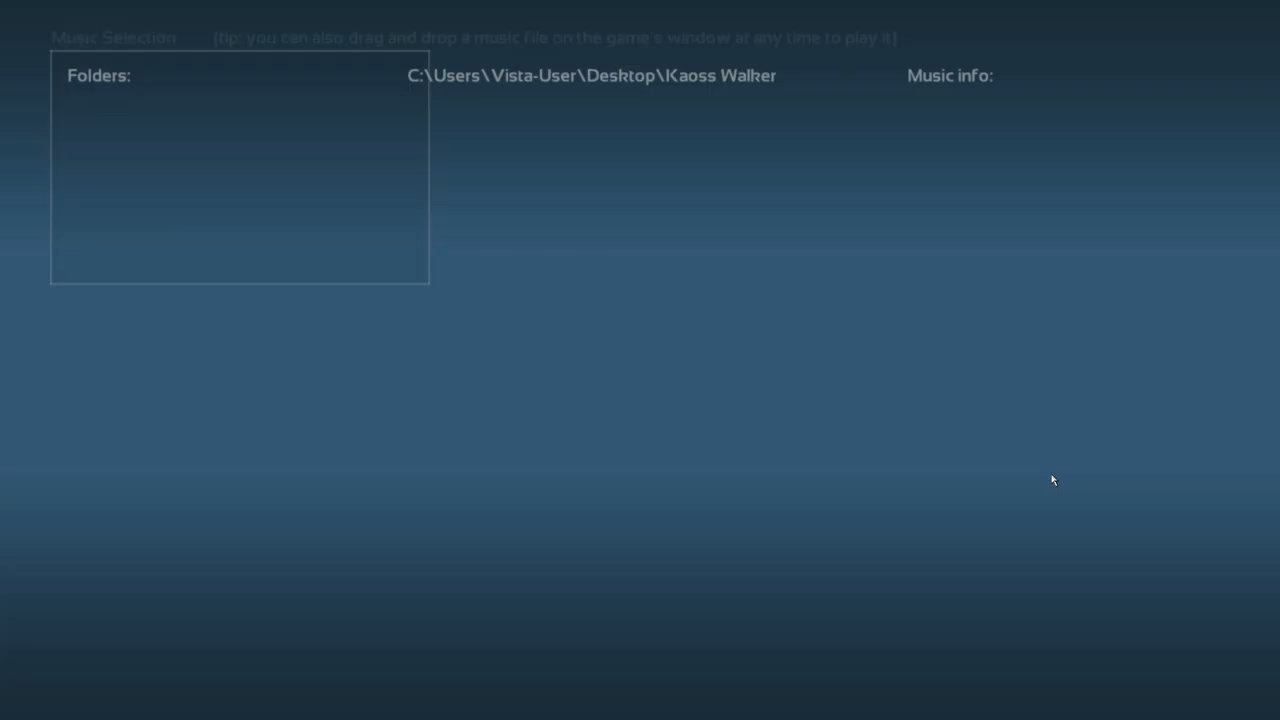 Music Selection (tip: you can also drag and drop a music file on the game's window at any time to play it)
Folders: C:\Users\Vista-User\Desktop\Kaoss Walker Music info: